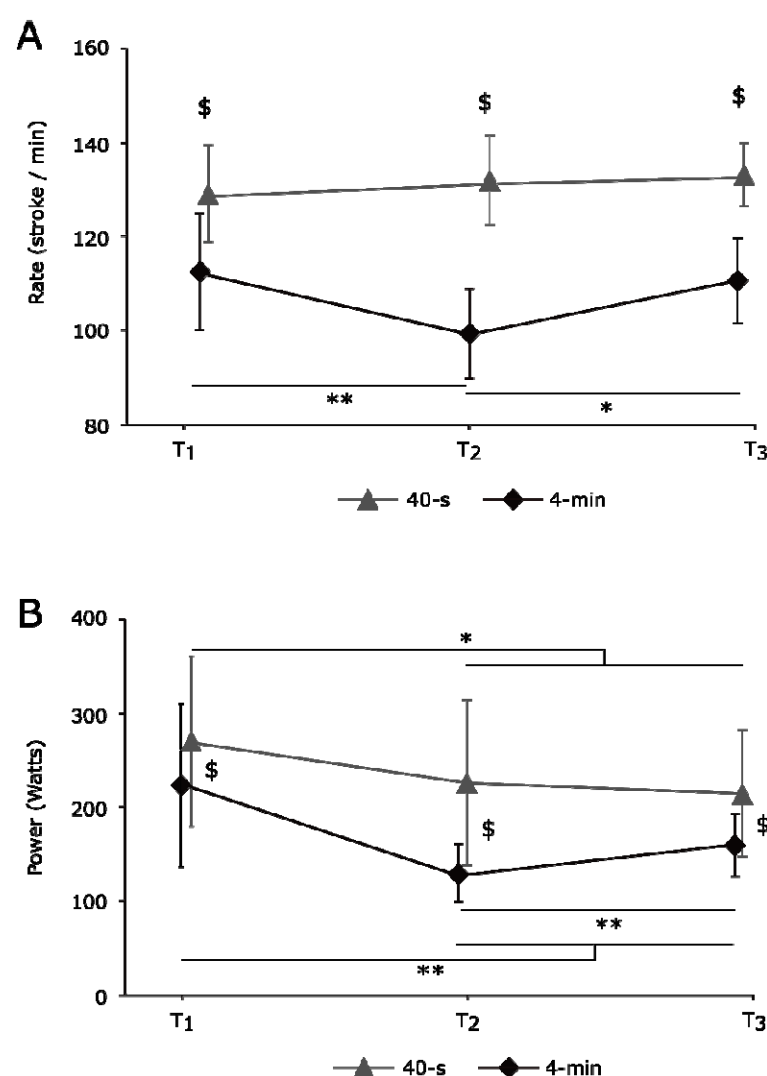 A
160
140
120
100
80
Rate (stroke / min)
$ $ $
** *
T1 T2 T3
40-s 4-min
B
400
300
200
100
0
Power (Watts)
*
$ $ $
**
**
T1 T2 T3
40-s 4-min